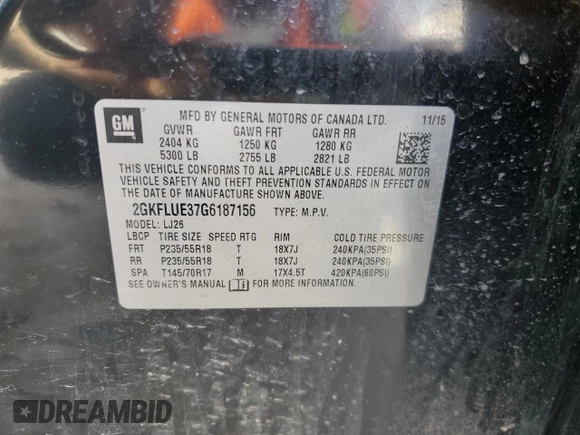 GM
MFD BY GENERAL MOTORS OF CANADA LTD. 11/15
GVWR GAWR FRT GAWR RR
2404 KG 1250 KG 1280 KG
5300 LB 2755 LB 2821 LB
THIS VEHICLE CONFORMS TO ALL APPLICABLE U.S. FEDERAL MOTOR
VEHICLE SAFETY AND THEFT PREVENTION STANDARDS IN EFFECT ON
THE DATE OF MANUFACTURE SHOWN ABOVE.
2GKFLUE37G6187156 TYPE: M.P.V.
MODEL: LJ26
LBCP TIRE SIZE SPEED RTG RIM COLD TIRE PRESSURE
FRT P235/55R18 T 18X7J 240KPA(35PSI)
RR P235/55R18 T 18X7J 240KPA(35PSI)
SPA T145/70R17 M 17X4.5T 420KPA(60PSI)
SEE OWNER'S MANUAL FOR MORE INFORMATION.
DREAMBID